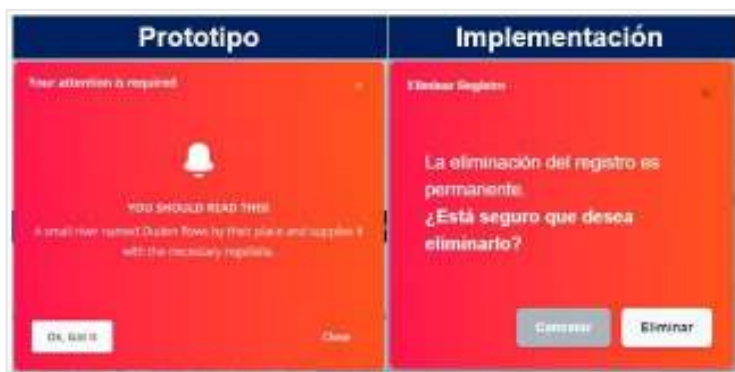 Prototipo
Implementación
Your attention is required
YOU SHOULD READ THIS!
A small river named Duden flows by their place and supplies it
with the necessary regelialia.
Ok, Got it
Close
Eliminar Registro
La eliminación del registro es
permanente.
¿Está seguro que desea
eliminarlo?
Cancelar
Eliminar